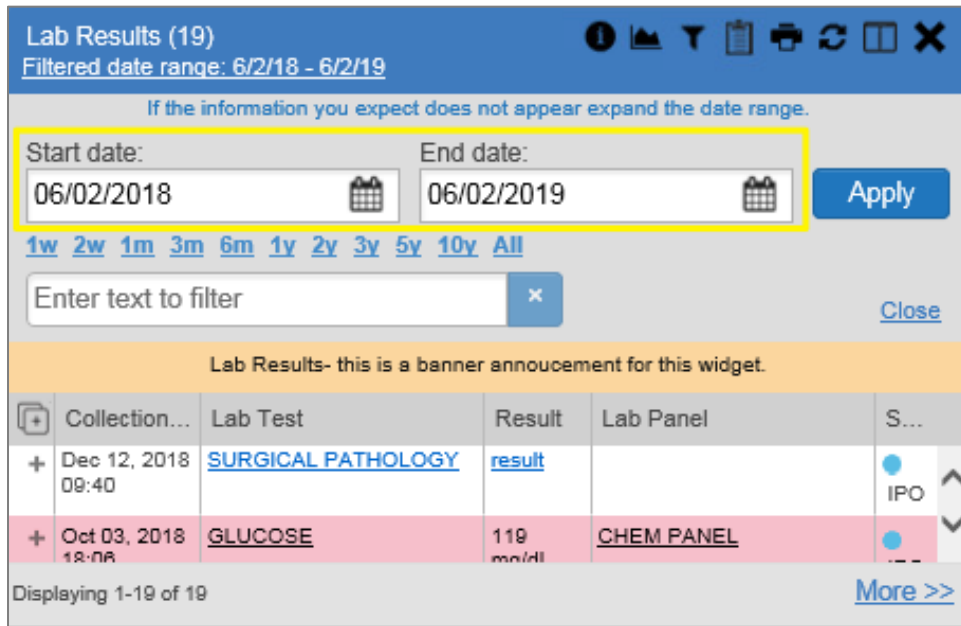 Lab Results (19)
Filtered date range: 6/2/18 - 6/2/19
If the information you expect does not appear expand the date range.
Start date: End date:
06/02/2018 06/02/2019 Apply
1w 2w 1m 3m 6m 1y 2y 3y 5y 10y All
Enter text to filter ×
Close
Lab Results- this is a banner annoucement for this widget.
Collection... Lab Test Result Lab Panel S...
+ Dec 12, 2018 SURGICAL PATHOLOGY result
09:40 IPO
+ Oct 03, 2018 GLUCOSE 119 CHEM PANEL
18:06 mg/dl
Displaying 1-19 of 19 More >>